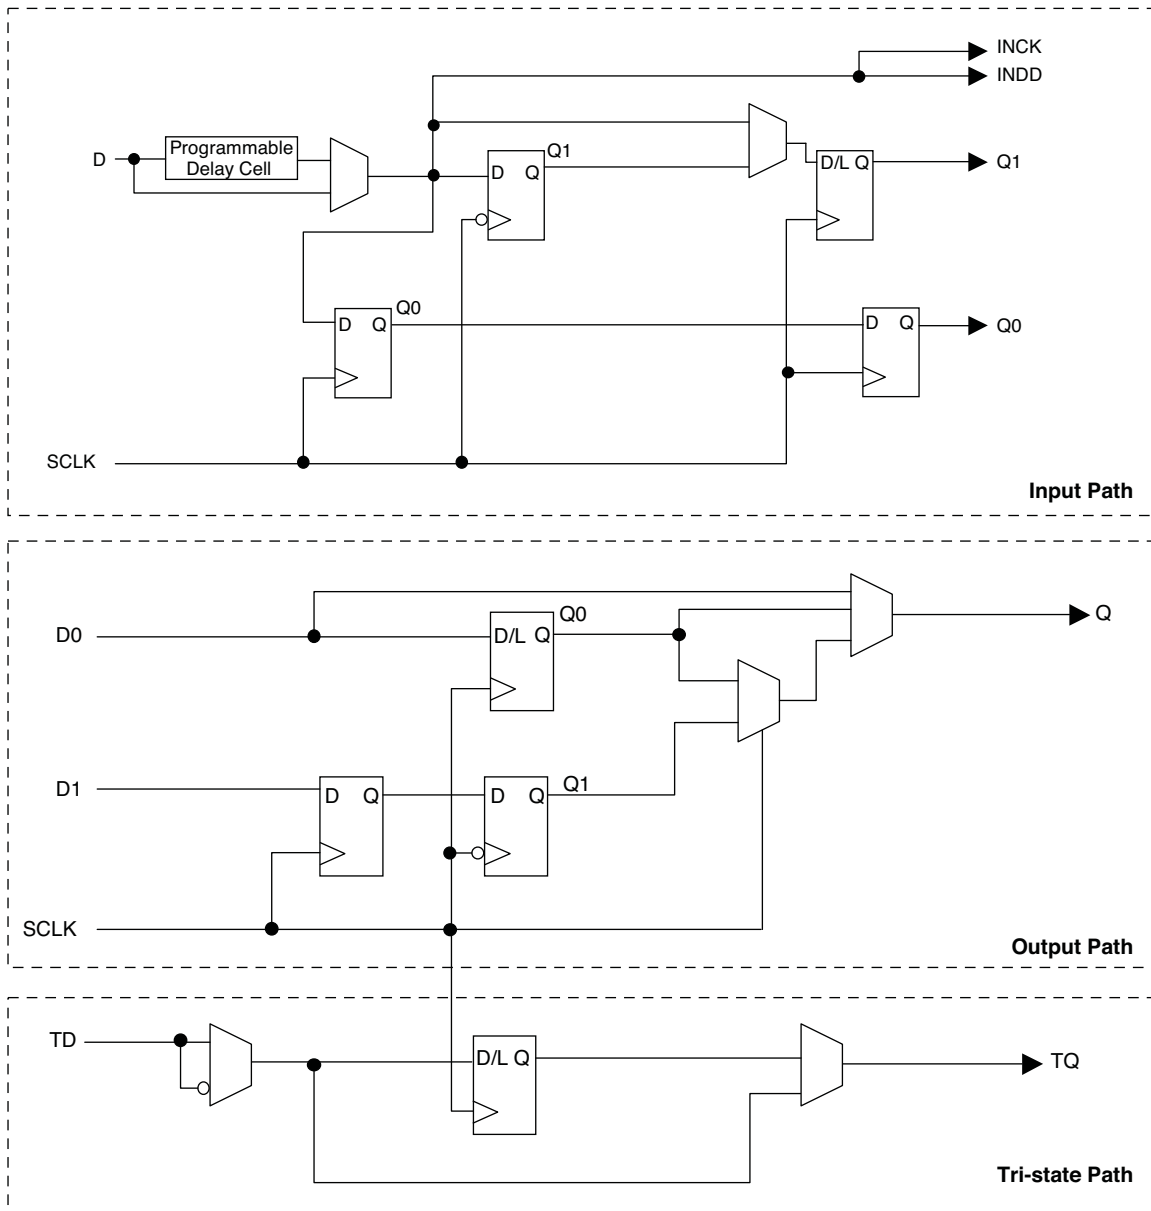 INCK
INDD
D
Programmable
Delay Cell
Q1
D Q
D/L Q
Q1
Q0
D Q
D Q
Q0
SCLK
Input Path
D0
Q0
D/L Q
Q
D1
D Q
Q1
D Q
SCLK
Output Path
TD
D/L Q
TQ
Tri-state Path